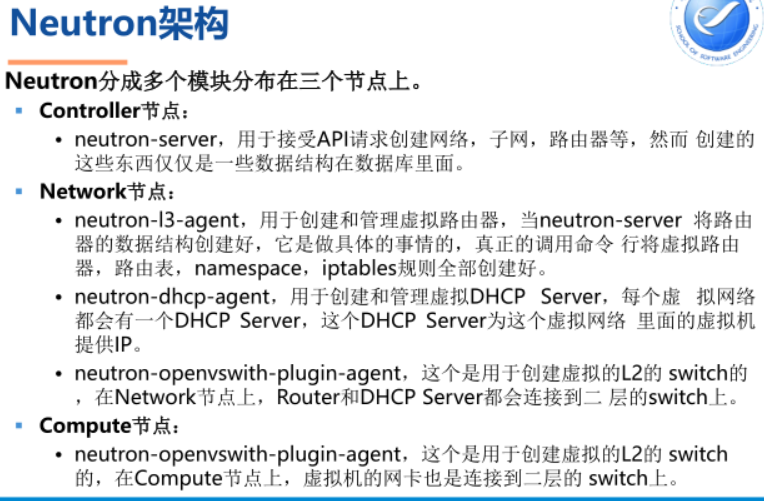 Neutron架构
SCHOOL OF SOFTWARE ENGINEERING
Neutron分成多个模块分布在三个节点上。
▪ Controller节点：
• neutron-server，用于接受API请求创建网络，子网，路由器等，然而 创建的
这些东西仅仅是一些数据结构在数据库里面。
▪ Network节点：
• neutron-l3-agent，用于创建和管理虚拟路由器，当neutron-server 将路由
器的数据结构创建好，它是做具体的事情的，真正的调用命令 行将虚拟路由
器，路由表，namespace，iptables规则全部创建好。
• neutron-dhcp-agent，用于创建和管理虚拟DHCP Server，每个虚 拟网络
都会有一个DHCP Server，这个DHCP Server为这个虚拟网络 里面的虚拟机
提供IP。
• neutron-openvswith-plugin-agent，这个是用于创建虚拟的L2的 switch的
，在Network节点上，Router和DHCP Server都会连接到二 层的switch上。
▪ Compute节点：
• neutron-openvswith-plugin-agent，这个是用于创建虚拟的L2的 switch
的，在Compute节点上，虚拟机的网卡也是连接到二层的 switch上。